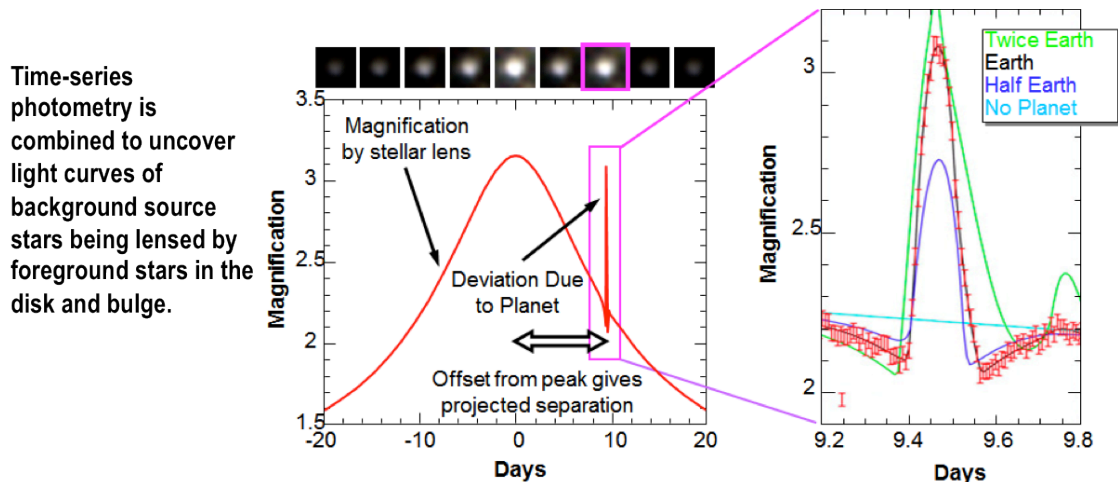 Time-series
photometry is
combined to uncover
light curves of
background source
stars being lensed by
foreground stars in the
disk and bulge.
3.5
3
2.5
2
1.5
Magnification
Magnification
by stellar lens
Deviation Due
to Planet
Offset from peak gives
projected separation
-20
-10
0
10
20
Days
Twice Earth
Earth
Half Earth
No Planet
3
2.5
2
Magnification
9.2
9.4
9.6
9.8
Days